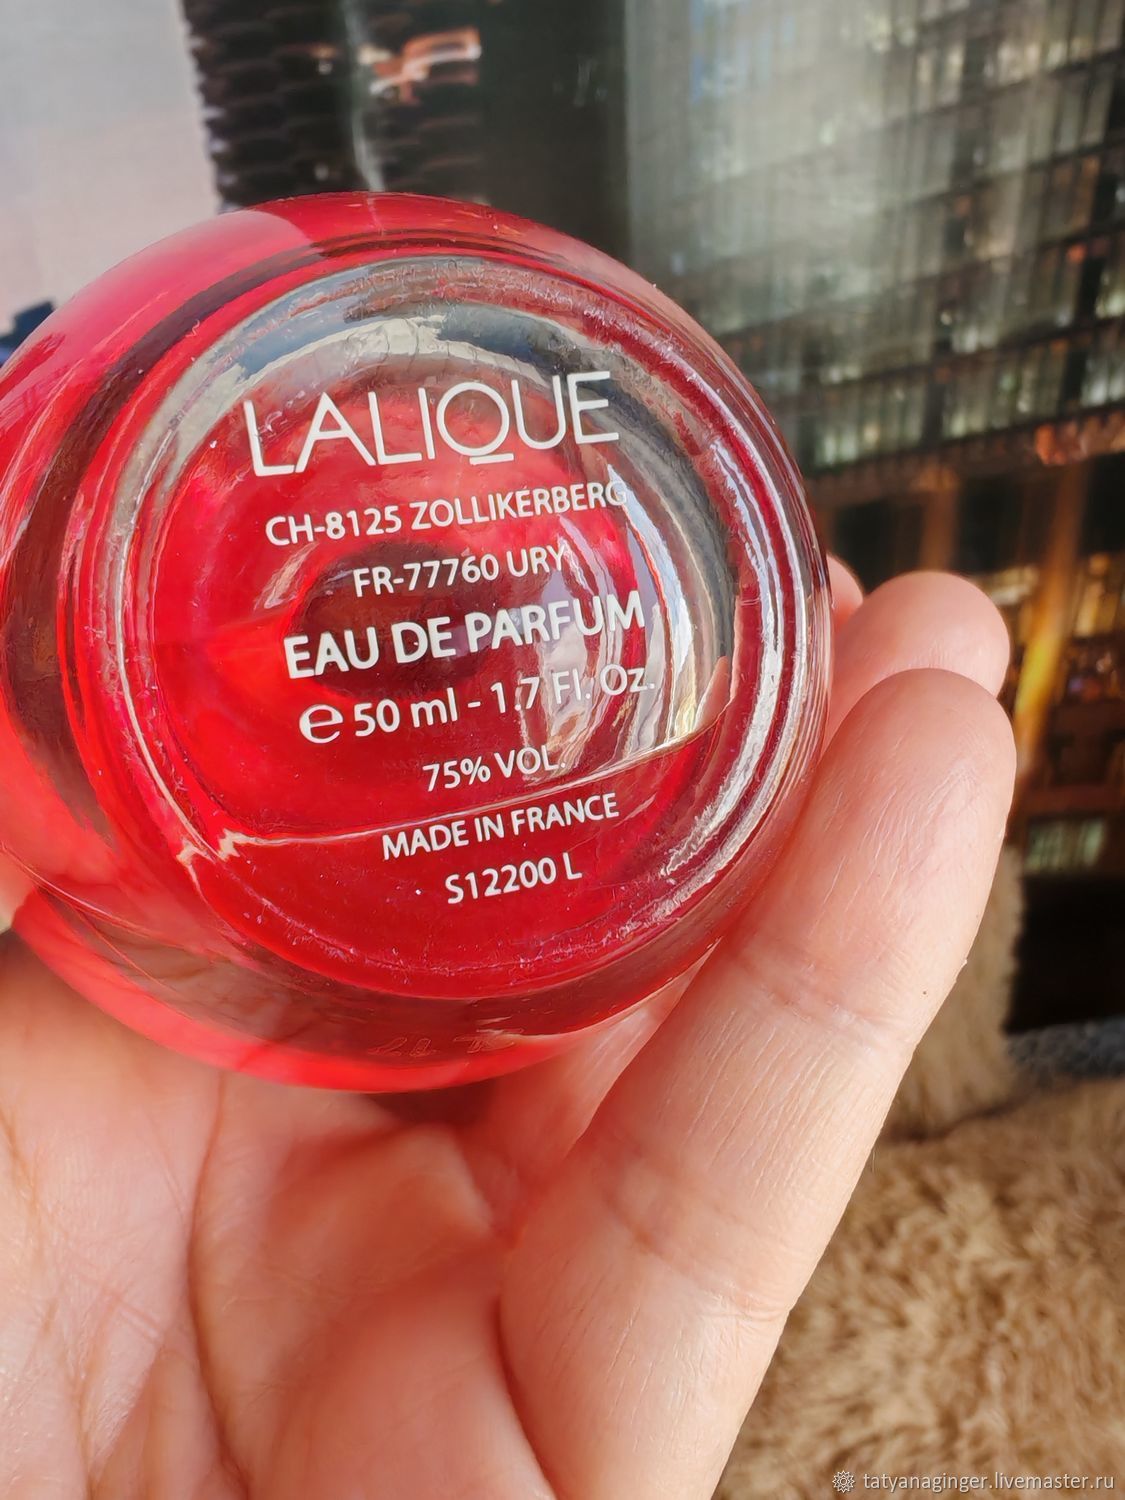 LALIQUE
CH-8125 ZOLLIKERBERG
FR-77760 URY
EAU DE PARFUM
℮ 50 ml - 1.7 Fl. Oz.
75% VOL.
MADE IN FRANCE
S12200 L
tatyanaginger.livemaster.ru